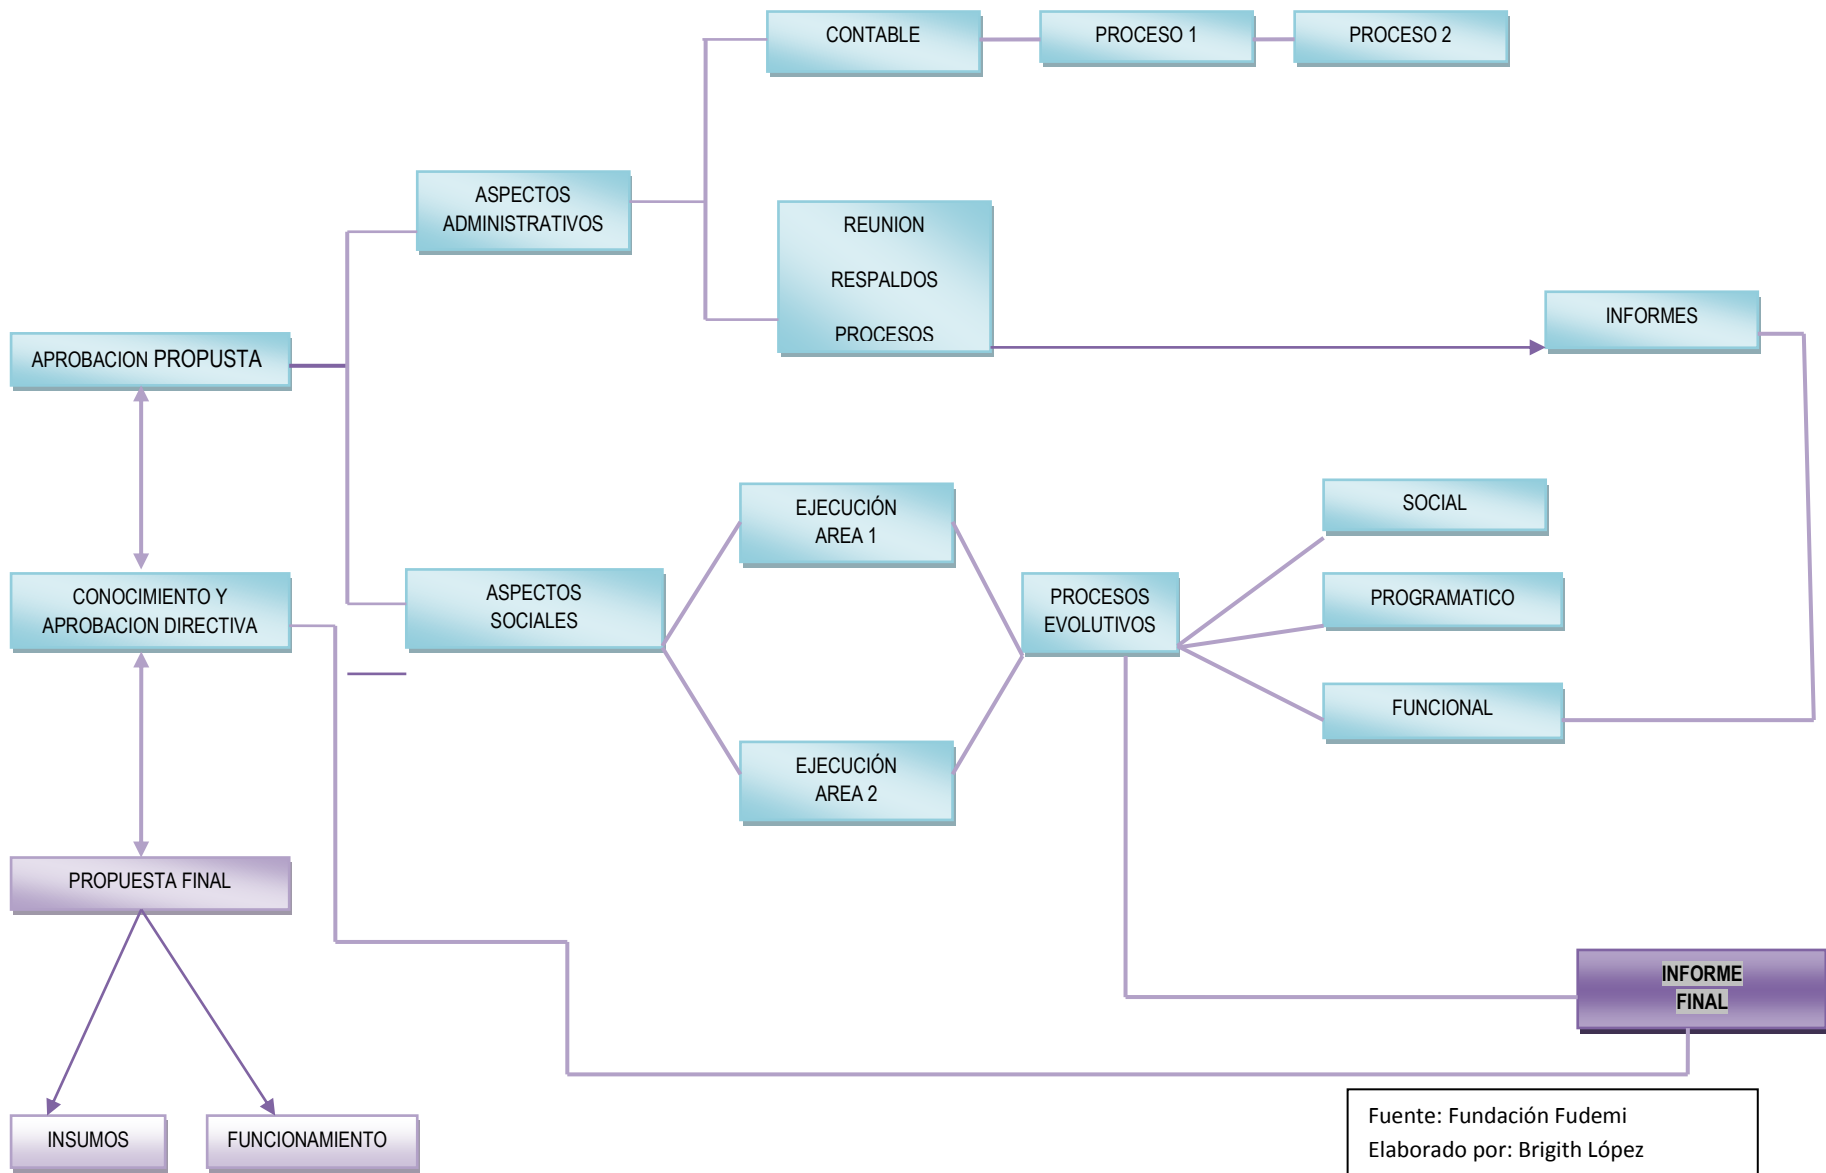 CONTABLE
PROCESO 1
PROCESO 2
ASPECTOS
ADMINISTRATIVOS
REUNION
RESPALDOS
PROCESOS
INFORMES
APROBACION PROPUSTA
EJECUCIÓN
AREA 1
SOCIAL
CONOCIMIENTO Y
APROBACION DIRECTIVA
ASPECTOS
SOCIALES
PROCESOS
EVOLUTIVOS
PROGRAMATICO
FUNCIONAL
EJECUCIÓN
AREA 2
PROPUESTA FINAL
INFORME
FINAL
INSUMOS
FUNCIONAMIENTO
Fuente: Fundación Fudemi
Elaborado por: Brigith López